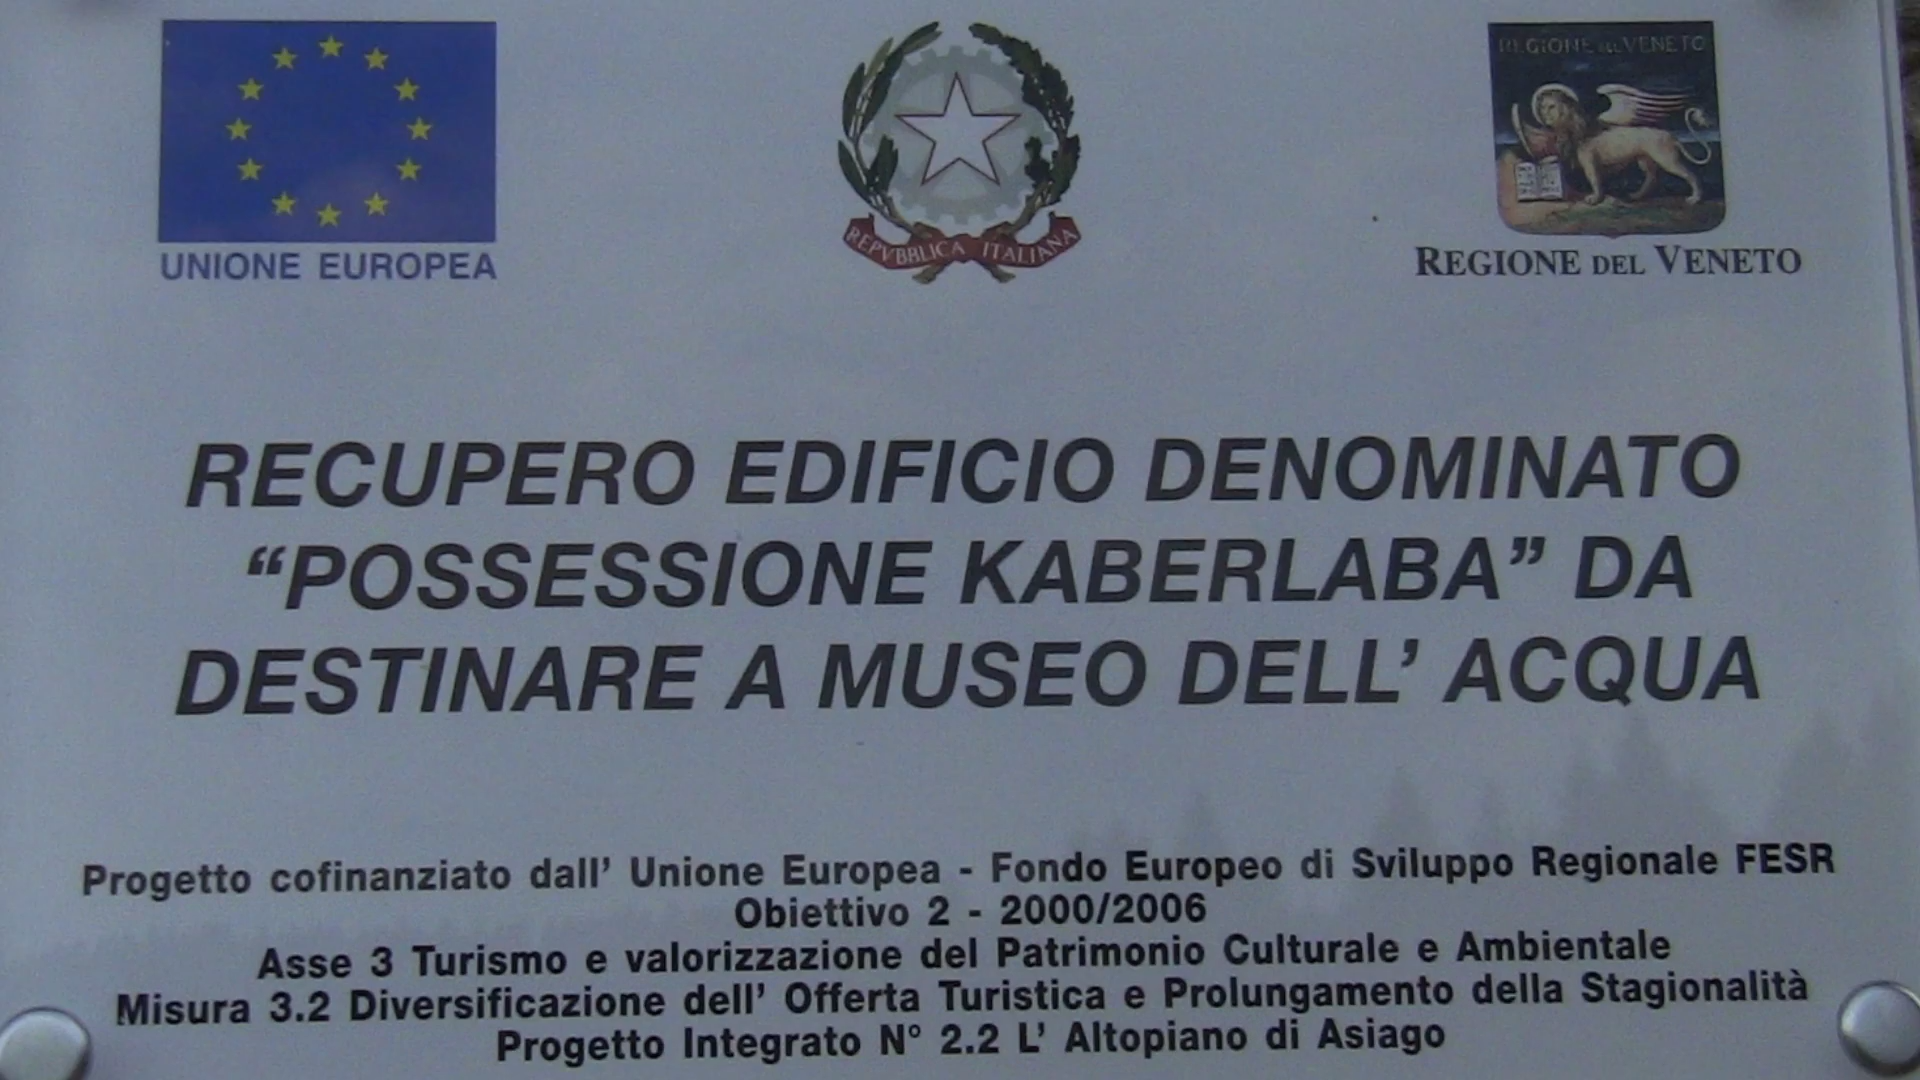 REGIONE DEL VENETO
REPVBBLICA ITALIANA
UNIONE EUROPEA
REGIONE DEL VENETO
RECUPERO EDIFICIO DENOMINATO
“POSSESSIONE KABERLABA” DA
DESTINARE A MUSEO DELL’ ACQUA
Progetto cofinanziato dall’ Unione Europea - Fondo Europeo di Sviluppo Regionale FESR
Obiettivo 2 - 2000/2006
Asse 3 Turismo e valorizzazione del Patrimonio Culturale e Ambientale
Misura 3.2 Diversificazione dell’ Offerta Turistica e Prolungamento della Stagionalità
Progetto Integrato N° 2.2 L’ Altopiano di Asiago